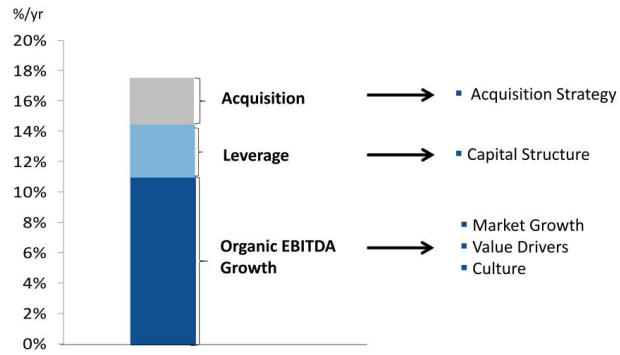 %/yr
20%
18%
16%
14%
12%
10%
8%
6%
4%
2%
0%
Acquisition
▪ Acquisition Strategy
Leverage
▪ Capital Structure
Organic EBITDA
Growth
▪ Market Growth
▪ Value Drivers
▪ Culture